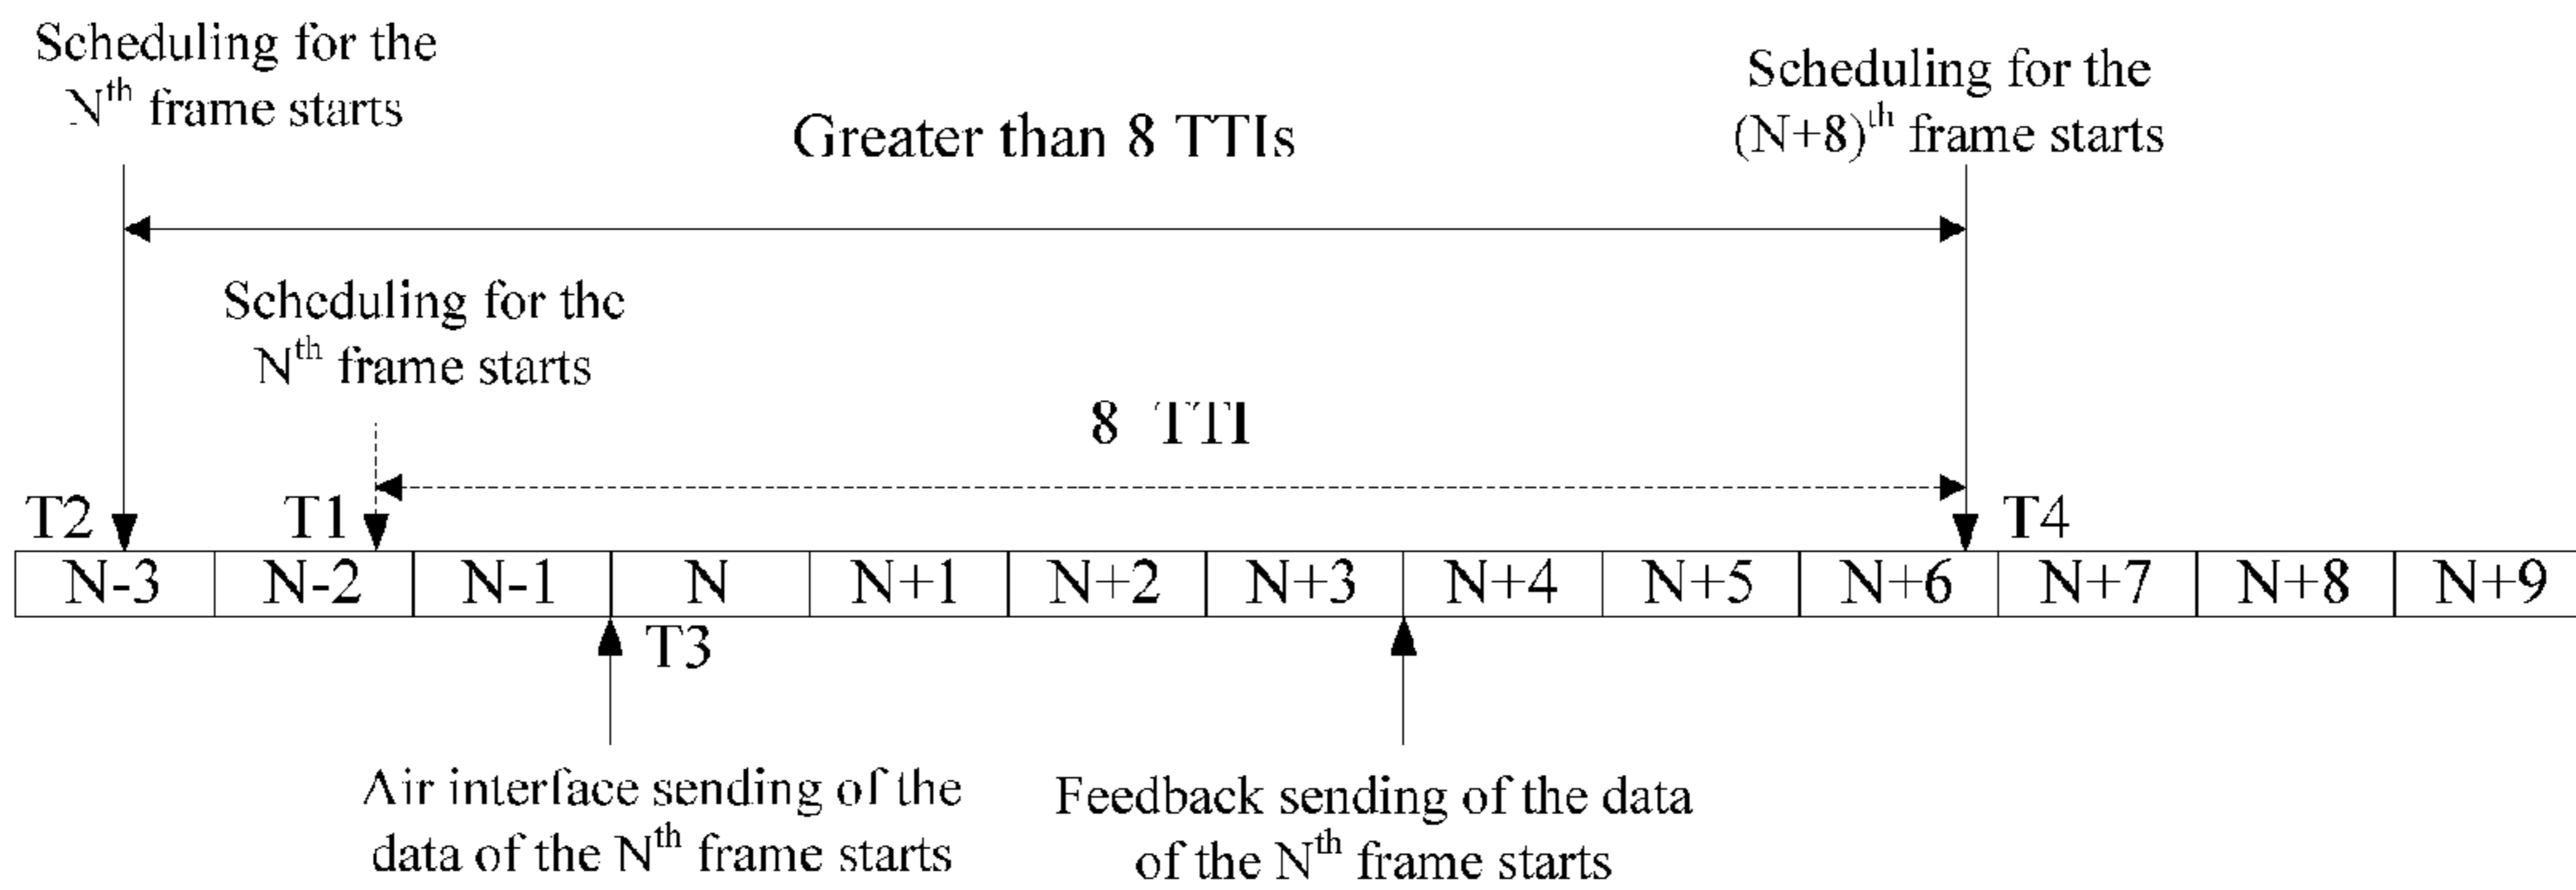 Scheduling for the
Nth frame starts
Scheduling for the
(N+8)th frame starts
Greater than 8 TTIs
Scheduling for the
Nth frame starts
8 TTI
T2
T1
T4
N-3 N-2 N-1 N N+1 N+2 N+3 N+4 N+5 N+6 N+7 N+8 N+9
T3
Air interface sending of the
data of the Nth frame starts
Feedback sending of the data
of the Nth frame starts